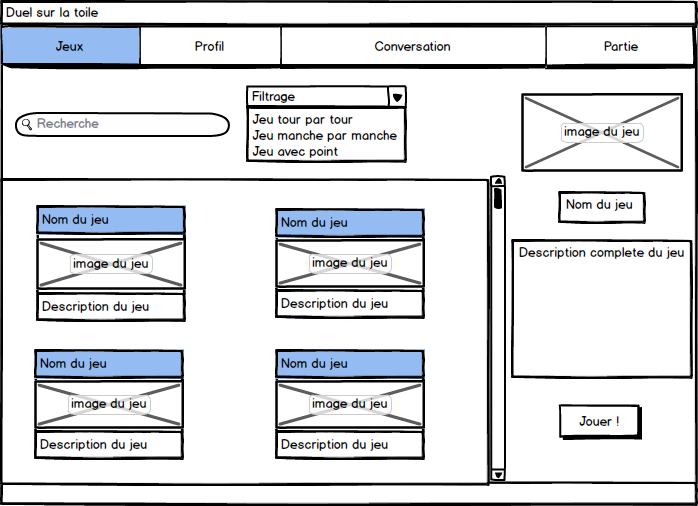 Duel sur la toile
Jeux
Profil
Conversation
Partie
Recherche
Filtrage
Jeu tour par tour
Jeu manche par manche
Jeu avec point
image du jeu
Nom du jeu
Description complete du jeu
Jouer !
Nom du jeu
image du jeu
Description du jeu
Nom du jeu
image du jeu
Description du jeu
Nom du jeu
image du jeu
Description du jeu
Nom du jeu
image du jeu
Description du jeu